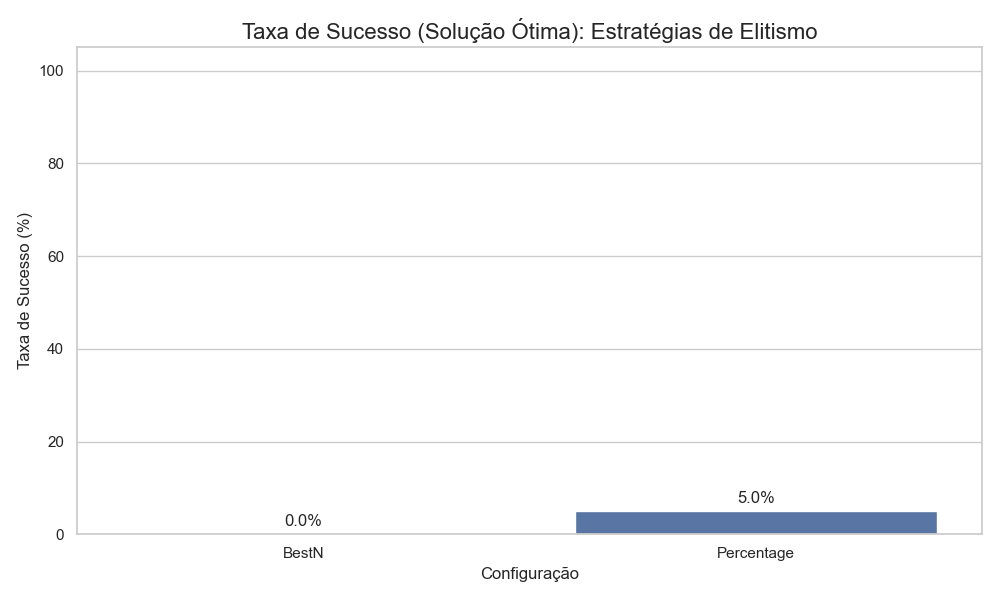 Taxa de Sucesso (Solução Ótima): Estratégias de Elitismo
Taxa de Sucesso (%)
100
80
60
40
20
0
0.0%
5.0%
BestN
Percentage
Configuração